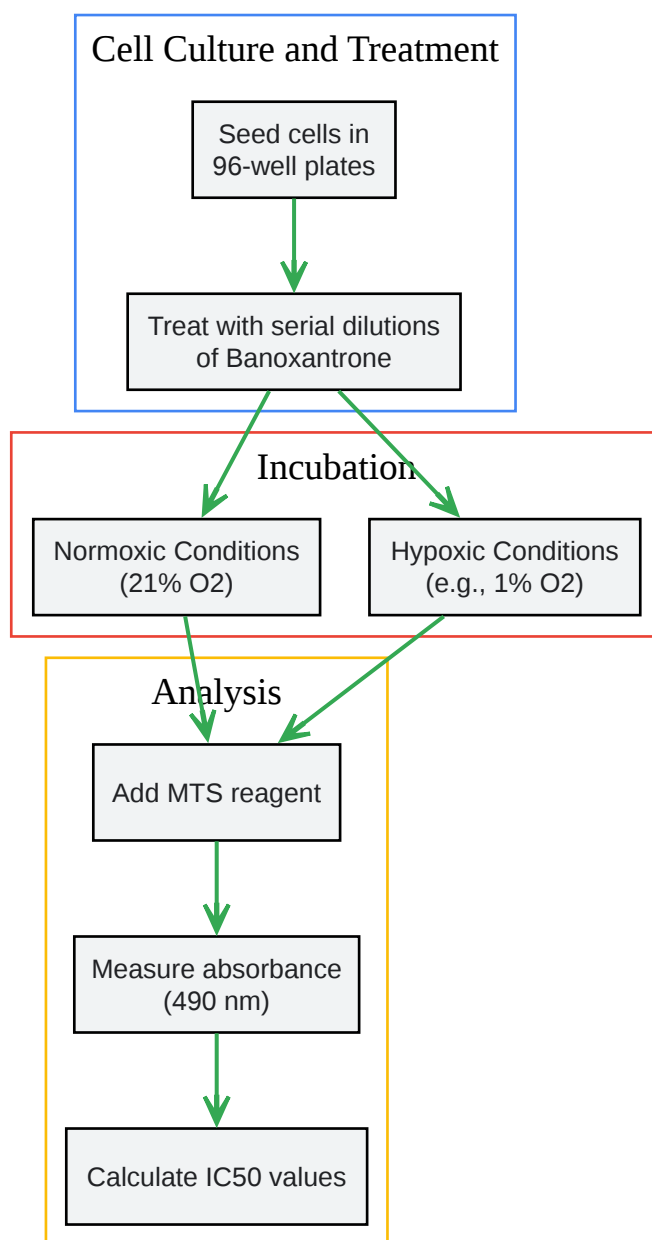 Cell Culture and Treatment
Seed cells in
96-well plates
Treat with serial dilutions
of Banoxantrone
Incubation
Normoxic Conditions
(21% O2)
Hypoxic Conditions
(e.g., 1% O2)
Analysis
Add MTS reagent
Measure absorbance
(490 nm)
Calculate IC50 values